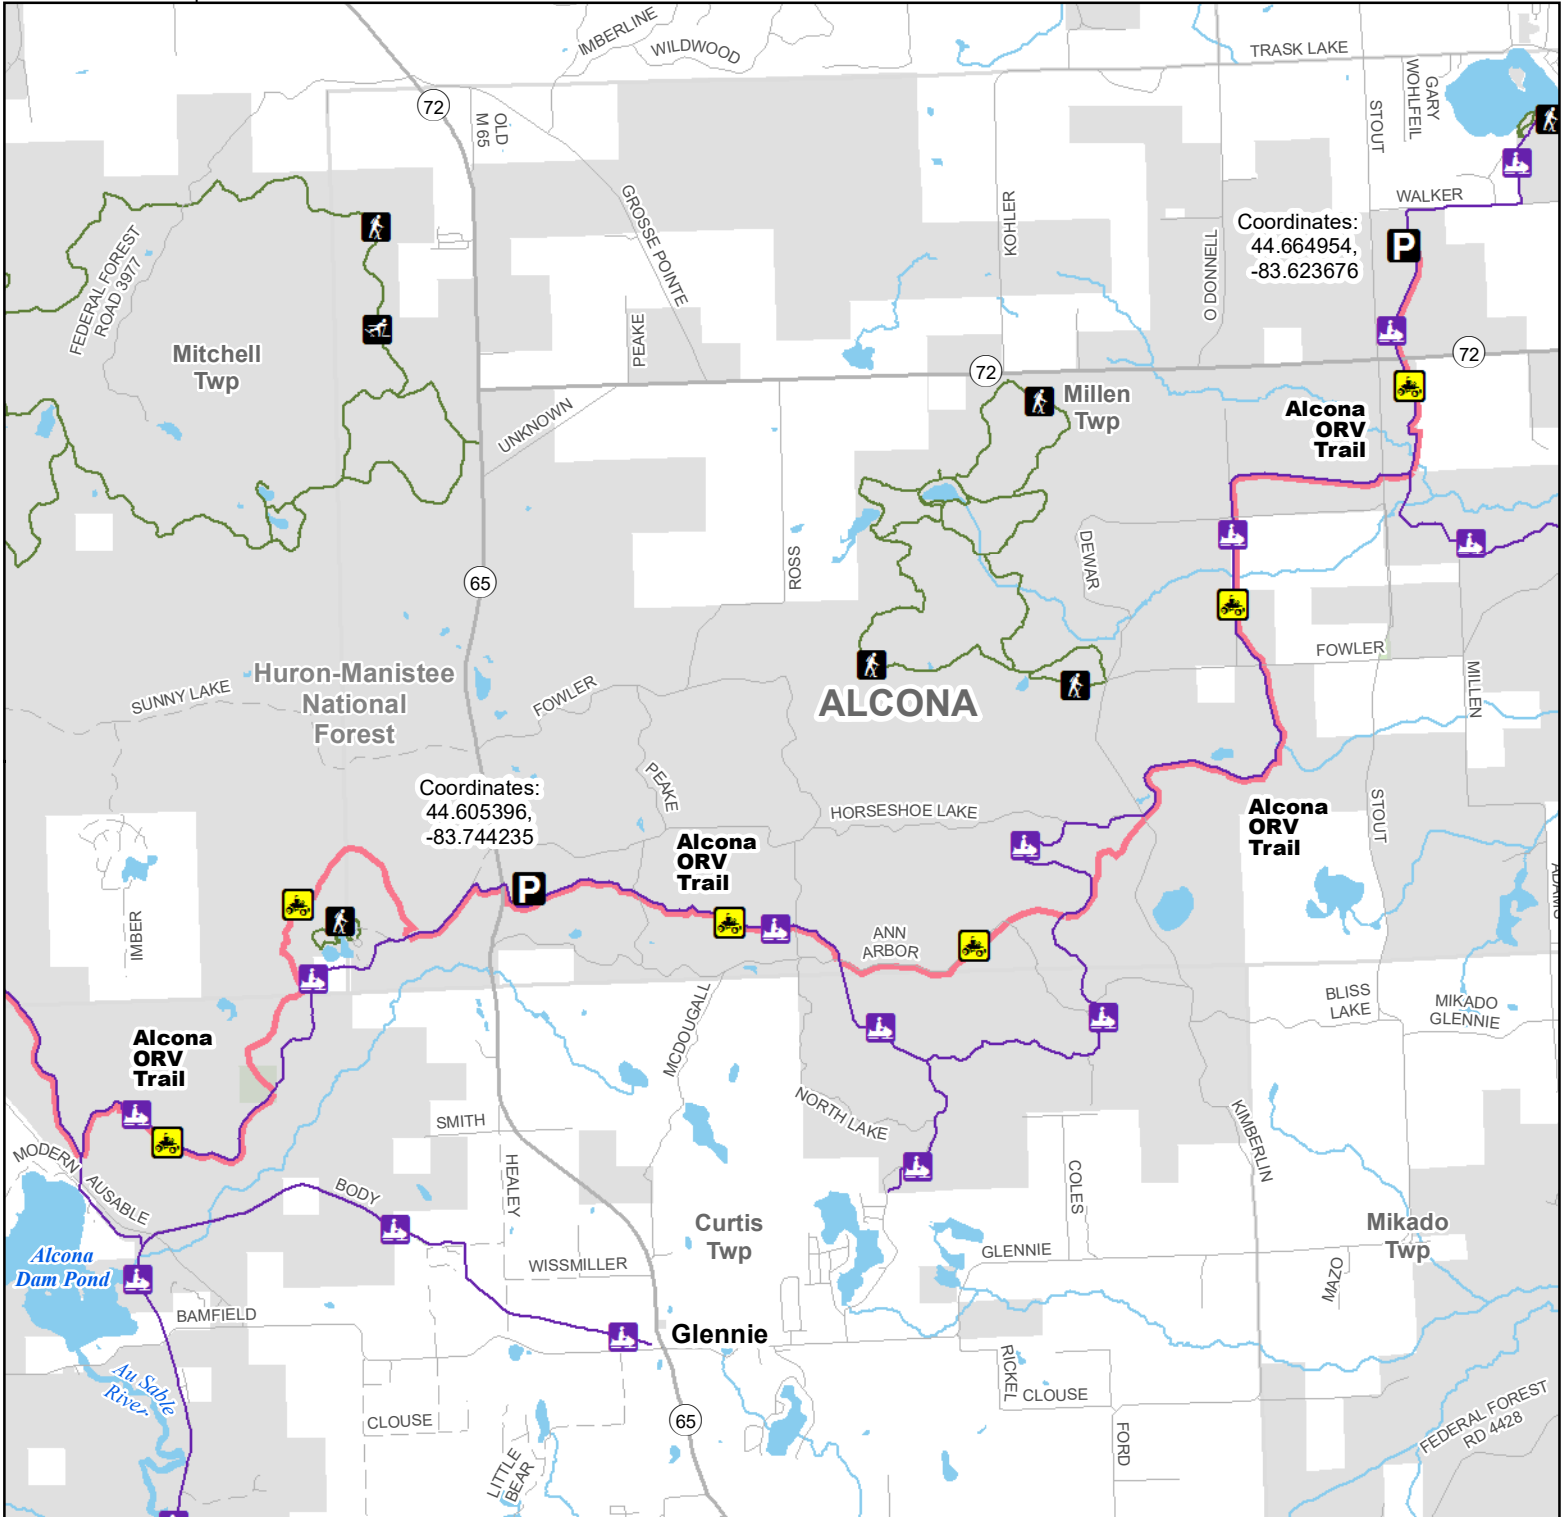 IMBERLINE
WILDWOOD
TRASK LAKE
72
OLD
M 65
STOUT
GARY
WOHLFEIL
WALKER
GROSSE POINTE
KOHLER
O DONNELL
Coordinates:
44.664954,
-83.623676
P
FEDERAL FOREST
ROAD 3977
Mitchell
Twp
PEAKE
72
72
Millen
Twp
UNKNOWN
Alcona
ORV
Trail
65
ROSS
DEWAR
FOWLER
MILLEN
Huron-Manistee
National
Forest
SUNNY LAKE
FOWLER
ALCONA
Coordinates:
44.605396,
-83.744235
P
PEAKE
HORSESHOE LAKE
Alcona
ORV
Trail
Alcona
ORV
Trail
STOUT
ADAMS
IMBER
ANN
ARBOR
BLISS
LAKE
MIKADO
GLENNIE
Alcona
ORV
Trail
MCDOUGALL
SMITH
NORTH LAKE
KIMBERLIN
MODERN
AUSABLE
HEALEY
BODY
COLES
Curtis
Twp
Mikado
Twp
Alcona
Dam Pond
WISSMILLER
GLENNIE
MAZO
BAMFIELD
Glennie
Au Sable
River
RICKEL
CLOUSE
CLOUSE
65
FORD
LITTLE
BEAR
FEDERAL FOREST
RD 4428